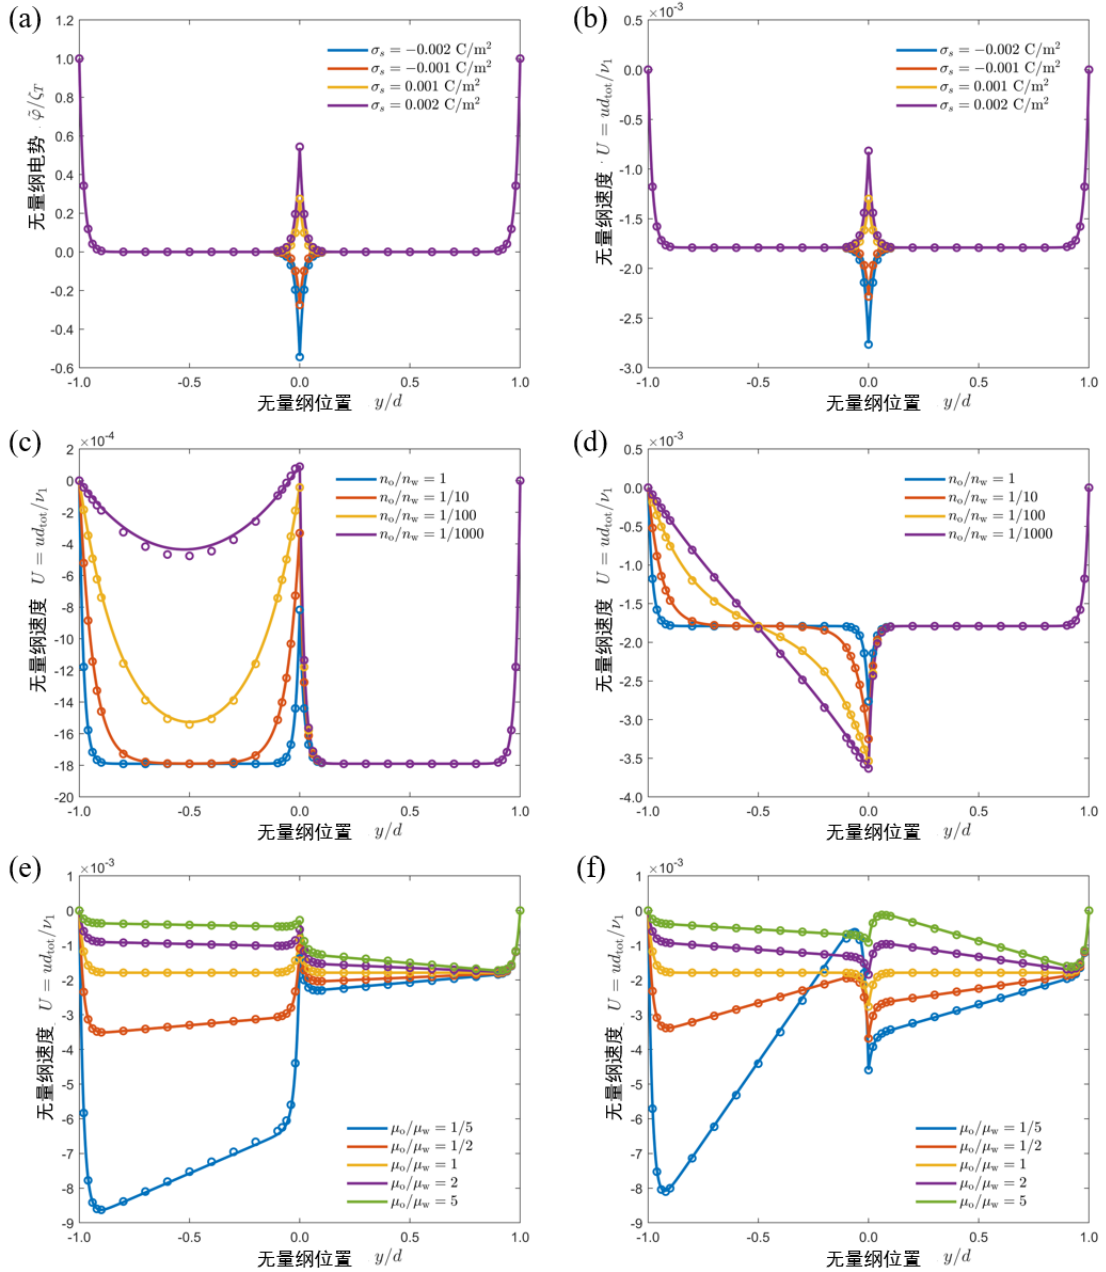 (a)
1.2
1.0
0.8
0.6
0.4
0.2
0.0
-0.2
-0.4
-0.6
-1.0
-0.5
0.0
0.5
1.0
无量纲电势 · φ̃/ζ_T
无量纲位置 y/d
σ_s = −0.002 C/m²
σ_s = −0.001 C/m²
σ_s = 0.001 C/m²
σ_s = 0.002 C/m²
(b)
×10⁻³
0.5
0.0
-0.5
-1.0
-1.5
-2.0
-2.5
-3.0
-1.0
-0.5
0.0
0.5
1.0
无量纲速度 · U = ud_tot/ν₁
无量纲位置 y/d
σ_s = −0.002 C/m²
σ_s = −0.001 C/m²
σ_s = 0.001 C/m²
σ_s = 0.002 C/m²
(c)
×10⁻⁴
2
0
-2
-4
-6
-8
-10
-12
-14
-16
-18
-20
-1.0
-0.5
0.0
0.5
1.0
无量纲速度 U = ud_tot/ν₁
无量纲位置 y/d
n_o/n_w = 1
n_o/n_w = 1/10
n_o/n_w = 1/100
n_o/n_w = 1/1000
(d)
×10⁻³
0.5
0.0
-0.5
-1.0
-1.5
-2.0
-2.5
-3.0
-3.5
-4.0
-1.0
-0.5
0.0
0.5
1.0
无量纲速度 U = ud_tot/ν₁
无量纲位置 y/d
n_o/n_w = 1
n_o/n_w = 1/10
n_o/n_w = 1/100
n_o/n_w = 1/1000
(e)
×10⁻³
1
0
-1
-2
-3
-4
-5
-6
-7
-8
-9
-1.0
-0.5
0.0
0.5
1.0
无量纲速度 U = ud_tot/ν₁
无量纲位置 y/d
μ_o/μ_w = 1/5
μ_o/μ_w = 1/2
μ_o/μ_w = 1
μ_o/μ_w = 2
μ_o/μ_w = 5
(f)
×10⁻³
1
0
-1
-2
-3
-4
-5
-6
-7
-8
-9
-1.0
-0.5
0.0
0.5
1.0
无量纲速度 U = ud_tot/ν₁
无量纲位置 y/d
μ_o/μ_w = 1/5
μ_o/μ_w = 1/2
μ_o/μ_w = 1
μ_o/μ_w = 2
μ_o/μ_w = 5